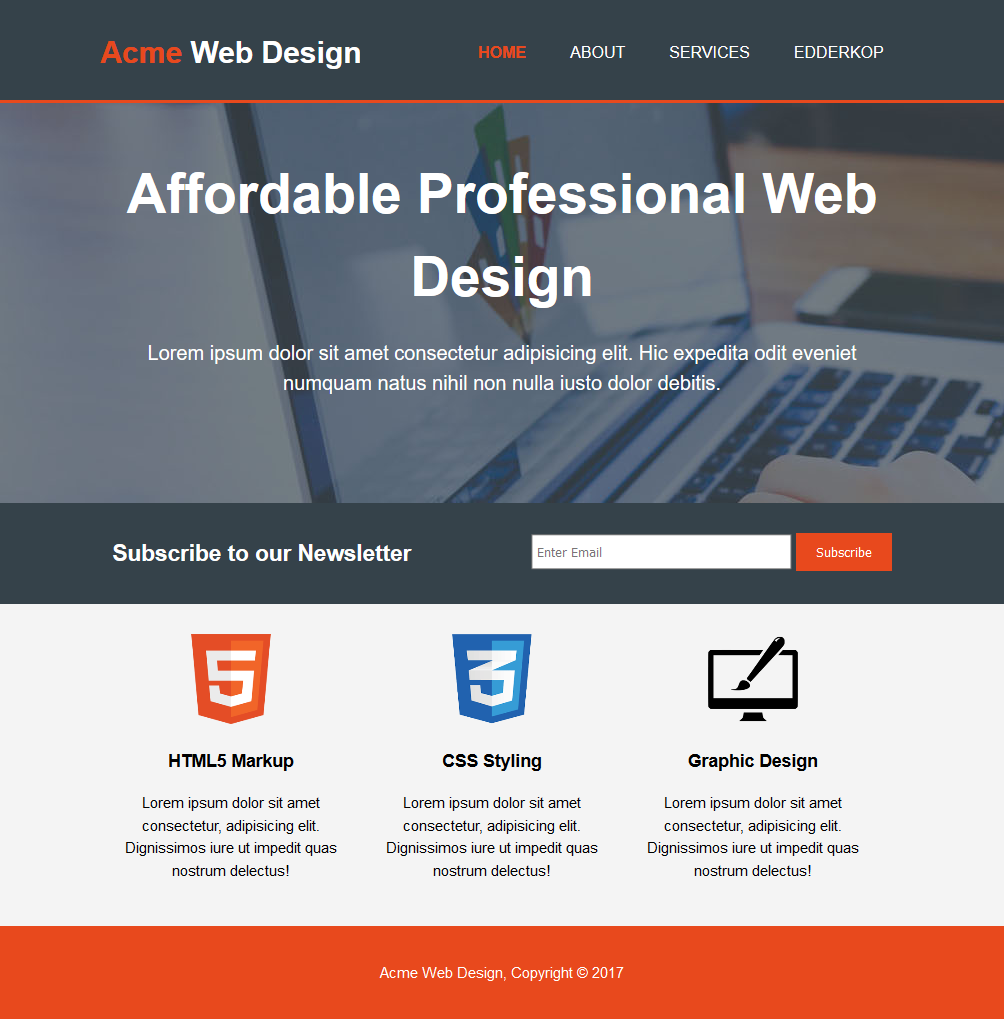 Acme Web Design
HOME ABOUT SERVICES EDDERKOP
Affordable Professional Web
Design
Lorem ipsum dolor sit amet consectetur adipisicing elit. Hic expedita odit eveniet
numquam natus nihil non nulla iusto dolor debitis.
Subscribe to our Newsletter
Enter Email
Subscribe
HTML5 Markup
Lorem ipsum dolor sit amet
consectetur, adipisicing elit.
Dignissimos iure ut impedit quas
nostrum delectus!
CSS Styling
Lorem ipsum dolor sit amet
consectetur, adipisicing elit.
Dignissimos iure ut impedit quas
nostrum delectus!
Graphic Design
Lorem ipsum dolor sit amet
consectetur, adipisicing elit.
Dignissimos iure ut impedit quas
nostrum delectus!
Acme Web Design, Copyright © 2017